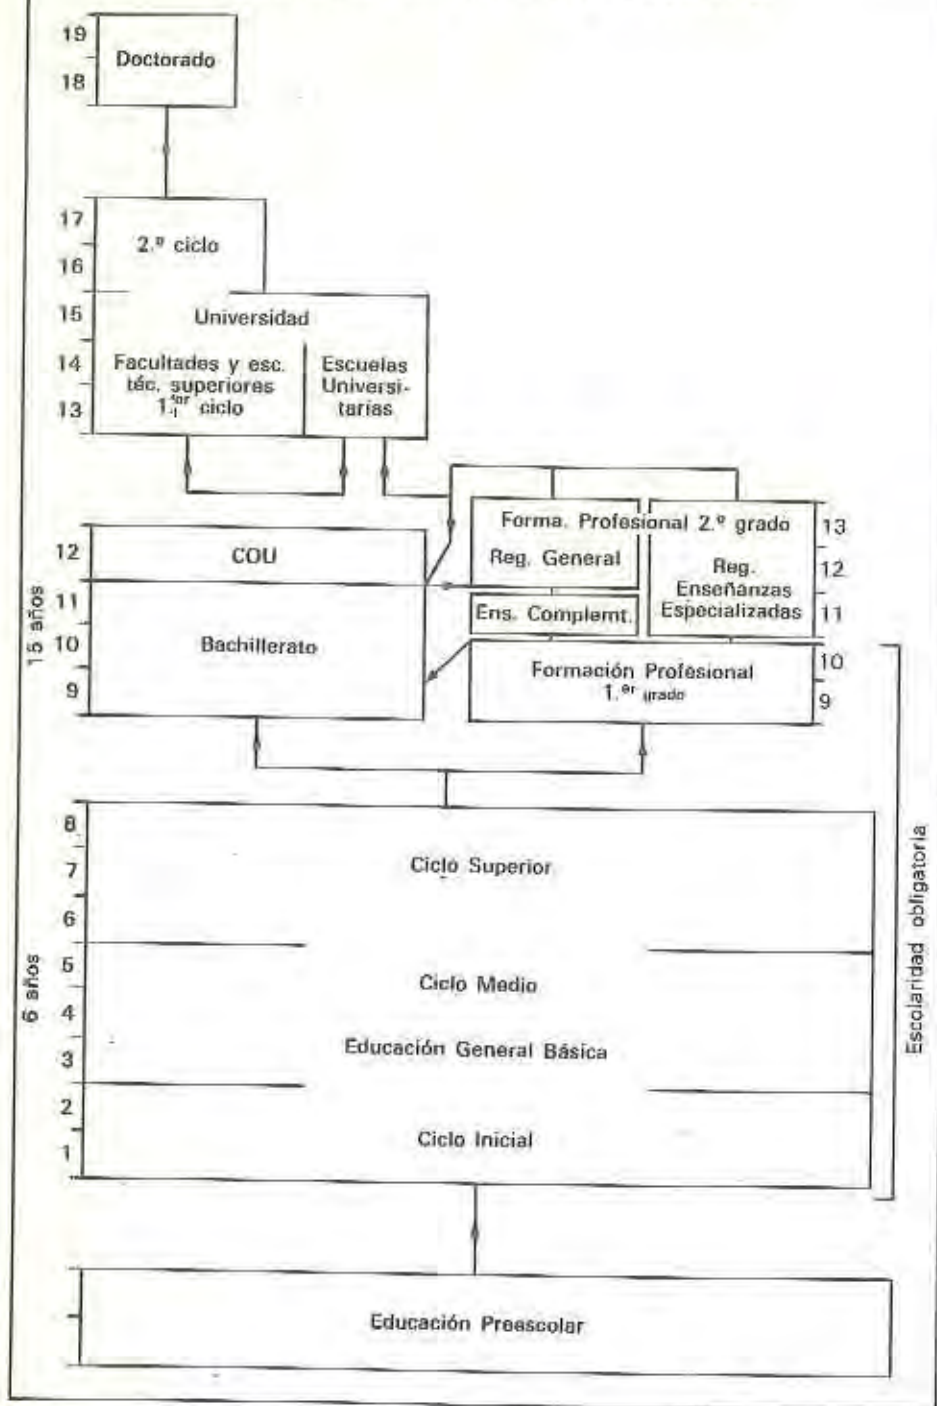 19
Doctorado
18
17
2.º ciclo
16
15
Universidad
14
Facultades y esc.
téc. superiores
1.er ciclo
13
Escuelas
Universi-
tarias
12
COU
11
10
Bachillerato
9
15 años
Forma. Profesional 2.º grado
Reg. General
Reg.
Enseñanzas
Especializadas
Ens. Complemt.
13
12
11
Formación Profesional
1.er grado
10
9
8
7
Ciclo Superior
6
5
Ciclo Medio
4
Educación General Básica
3
2
Ciclo Inicial
1
6 años
Escolaridad obligatoria
Educación Preescolar